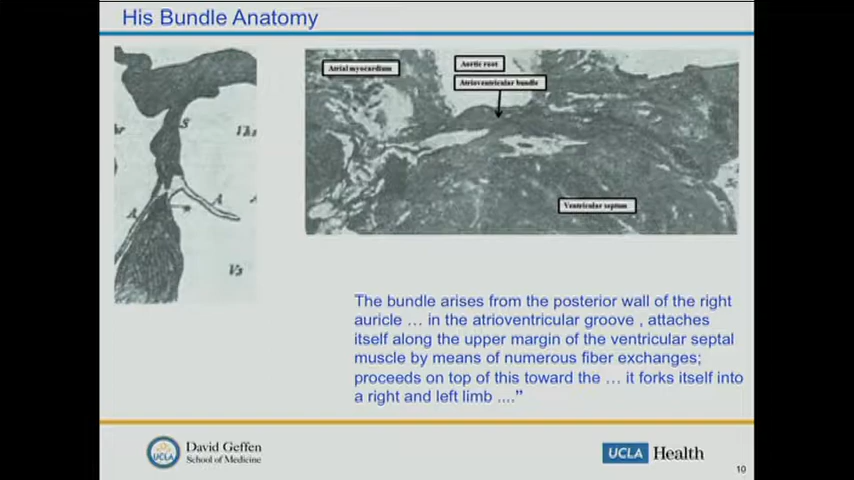 His Bundle Anatomy
Atrial myocardium
Aortic root
Atrioventricular bundle
S
Vhs
A
A
Vs
Ventricular septum
The bundle arises from the posterior wall of the right
auricle … in the atrioventricular groove , attaches
itself along the upper margin of the ventricular septal
muscle by means of numerous fiber exchanges;
proceeds on top of this toward the … it forks itself into
a right and left limb ....”
UCLA
David Geffen
School of Medicine
UCLA Health
10